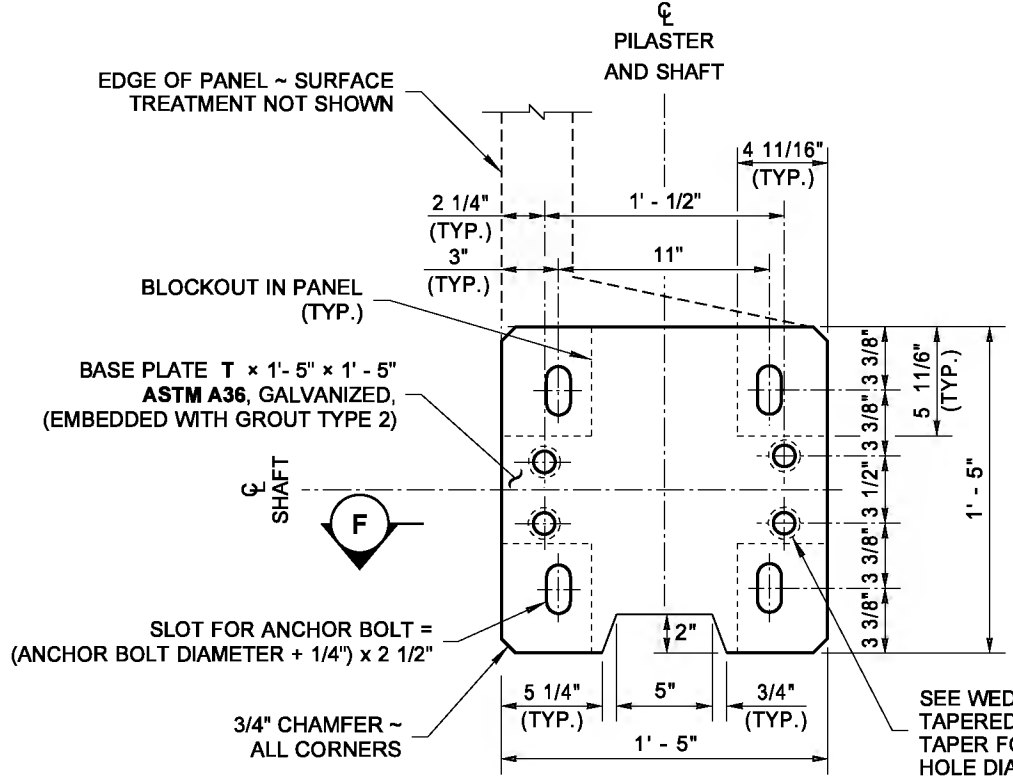 ℄
PILASTER
AND SHAFT
EDGE OF PANEL ~ SURFACE
TREATMENT NOT SHOWN
4 11/16"
(TYP.)
2 1/4"
(TYP.)
1' - 1/2"
3"
(TYP.)
11"
BLOCKOUT IN PANEL
(TYP.)
BASE PLATE T × 1'- 5" × 1' - 5"
ASTM A36, GALVANIZED,
(EMBEDDED WITH GROUT TYPE 2)
3 3/8"
5 11/6"
(TYP.)
3 3/8"
3 1/2"
3 3/8"
3 3/8"
1' - 5"
℄
SHAFT
F
SLOT FOR ANCHOR BOLT =
(ANCHOR BOLT DIAMETER + 1/4") x 2 1/2"
2"
5 1/4"
(TYP.)
5"
3/4"
(TYP.)
3/4" CHAMFER ~
ALL CORNERS
1' - 5"
SEE WED
TAPERED
TAPER FO
HOLE DIA